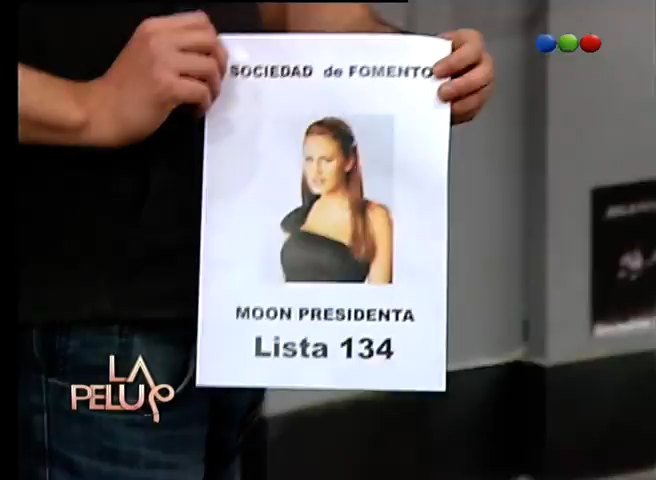 SOCIEDAD de FOMENTO
MOON PRESIDENTA
Lista 134
LA
PELU